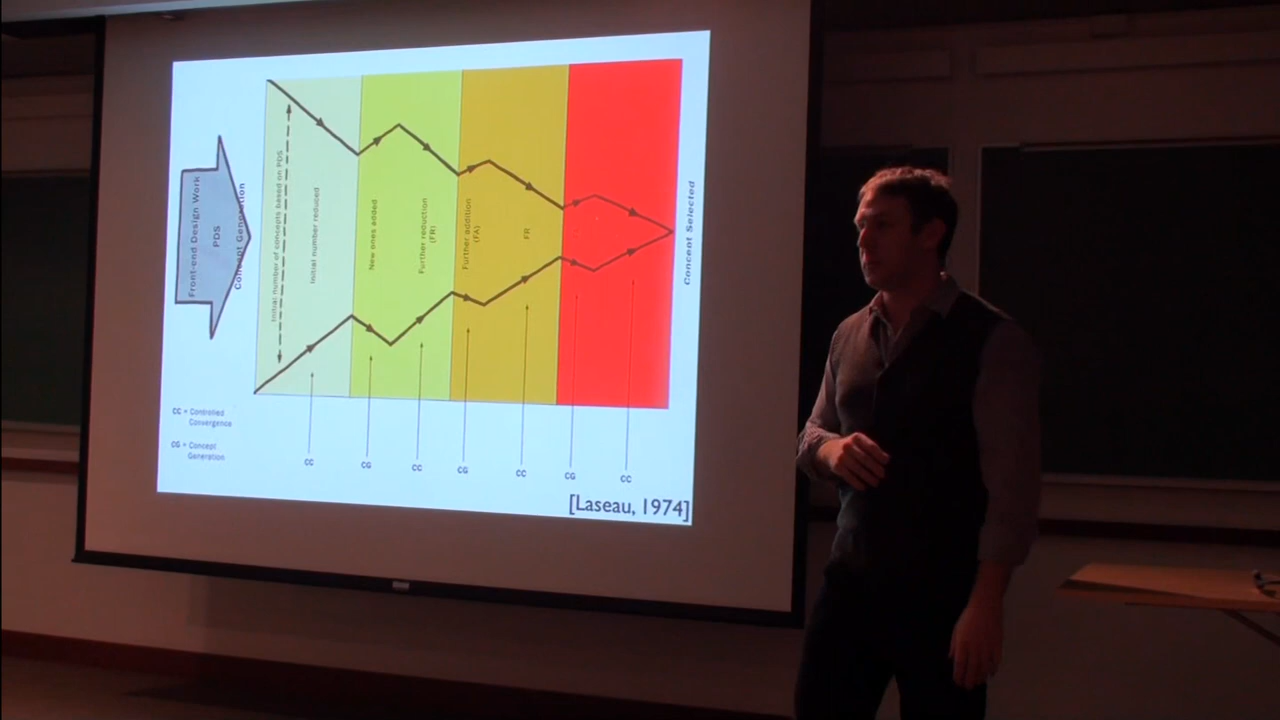 Front-end Design Work
PDS
Concept Generation
Initial number of concepts based on PDS
Initial number reduced
New ones added
Further reduction
(FR)
Further addition
(FA)
FR
Concept Selected
CC = Controlled
Convergence
CG = Concept
Generation
CC
CG
CC
CG
CC
CG
CC
[Laseau, 1974]